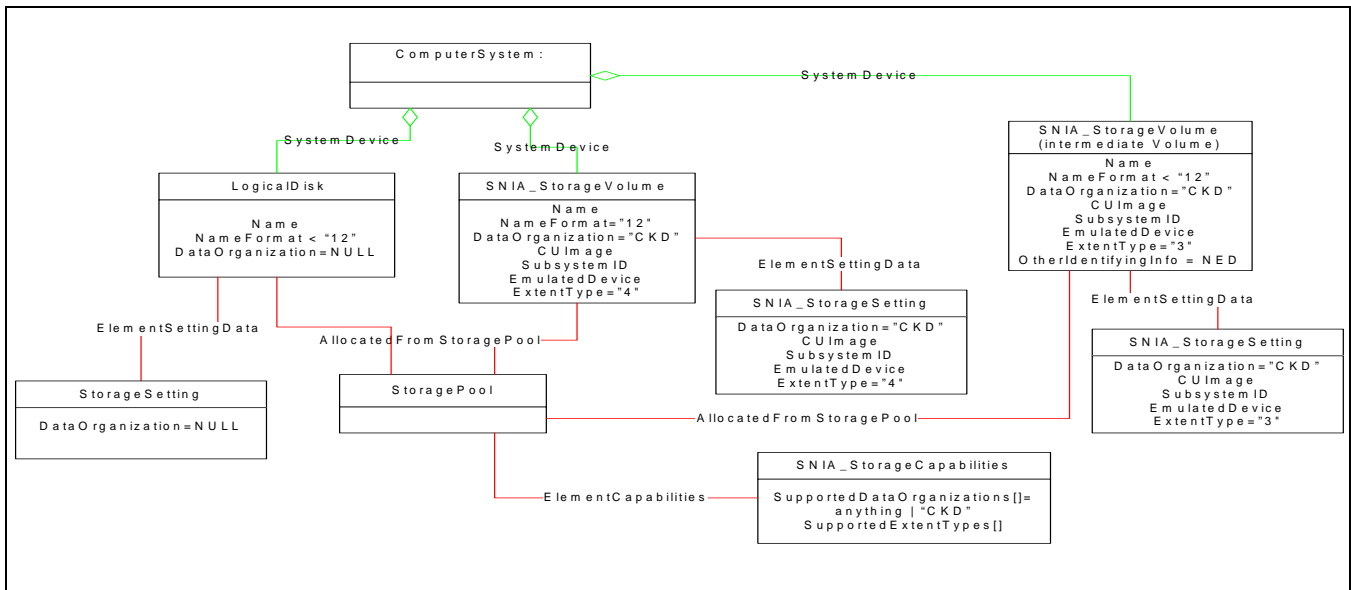 ComputerSystem:
SystemDevice
SystemDevice
SystemDevice
SNIA_StorageVolume
(intermediate Volume)
Name
NameFormat < “12”
DataOrganization=”CKD”
CUImage
SubsystemID
EmulatedDevice
ExtentType=”3”
OtherIdentifyingInfo = NED
LogicalDisk
Name
NameFormat < “12”
DataOrganization=NULL
SNIA_StorageVolume
Name
NameFormat=”12”
DataOrganization=”CKD”
CUImage
SubsystemID
EmulatedDevice
ExtentType=”4”
ElementSettingData
SNIA_StorageSetting
DataOrganization=”CKD”
CUImage
SubsystemID
EmulatedDevice
ExtentType=”4”
ElementSettingData
SNIA_StorageSetting
DataOrganization=”CKD”
CUImage
SubsystemID
EmulatedDevice
ExtentType=”3”
ElementSettingData
AllocatedFromStoragePool
StorageSetting
DataOrganization=NULL
StoragePool
AllocatedFromStoragePool
ElementCapabilities
SNIA_StorageCapabilities
SupportedDataOrganizations[]=
anything | “CKD”
SupportedExtentTypes[]